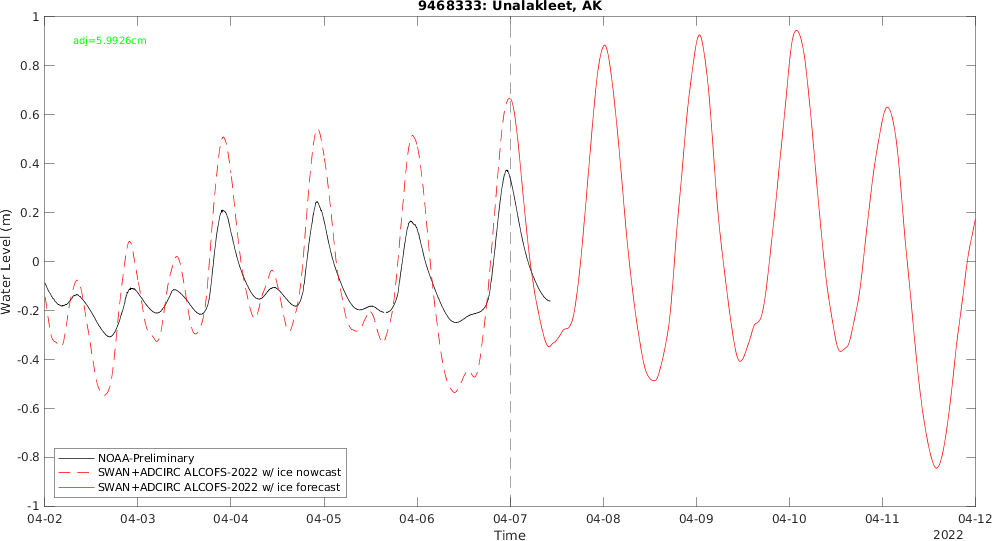 9468333: Unalakleet, AK
adj=5.9926cm
1
0.8
0.6
0.4
0.2
0
-0.2
-0.4
-0.6
-0.8
-1
Water Level (m)
NOAA-Preliminary
SWAN+ADCIRC ALCOFS-2022 w/ ice nowcast
SWAN+ADCIRC ALCOFS-2022 w/ ice forecast
04-02 04-03 04-04 04-05 04-06 04-07 04-08 04-09 04-10 04-11 04-12
Time
2022